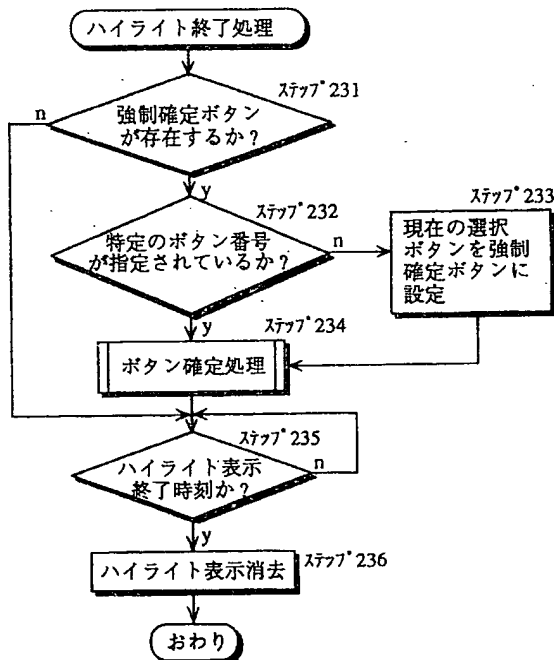 ハイライト終了処理
ステップ231
n
強制確定ボタン
が存在するか?
y
ステップ232
特定のボタン番号
が指定されているか?
n
ステップ233
現在の選択
ボタンを強制
確定ボタンに
設定
y
ステップ234
ボタン確定処理
ステップ235
ハイライト表示
終了時刻か?
n
y
ハイライト表示消去
ステップ236
おわり